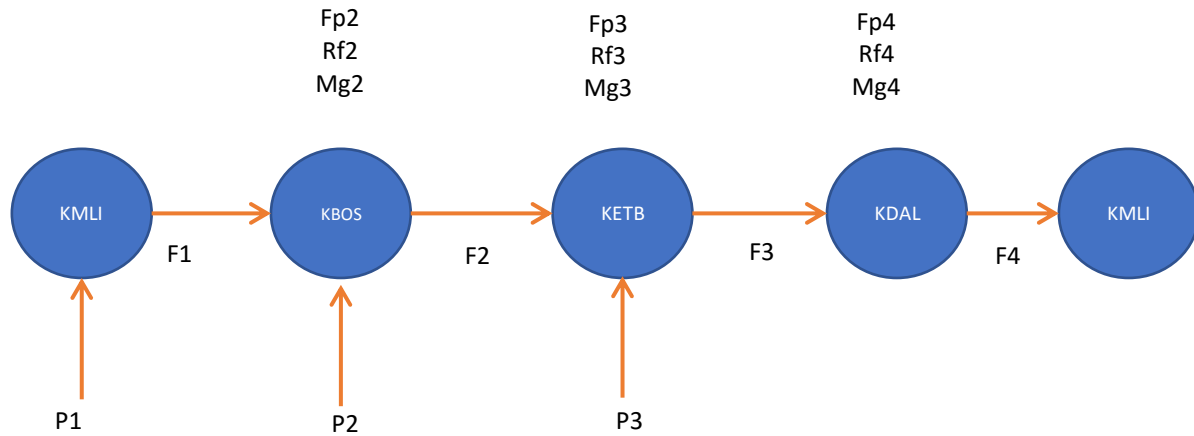 Fp2
Rf2
Mg2
Fp3
Rf3
Mg3
Fp4
Rf4
Mg4
KMLI
KBOS
KETB
KDAL
KMLI
F1
F2
F3
F4
P1
P2
P3